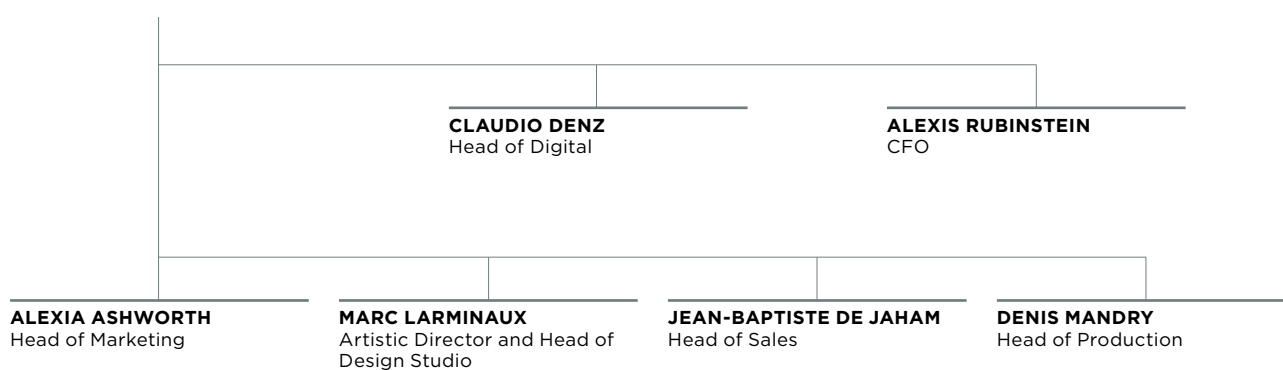 CLAUDIO DENZ
Head of Digital
ALEXIS RUBINSTEIN
CFO
ALEXIA ASHWORTH
Head of Marketing
MARC LARMINAUX
Artistic Director and Head of
Design Studio
JEAN-BAPTISTE DE JAHAM
Head of Sales
DENIS MANDRY
Head of Production